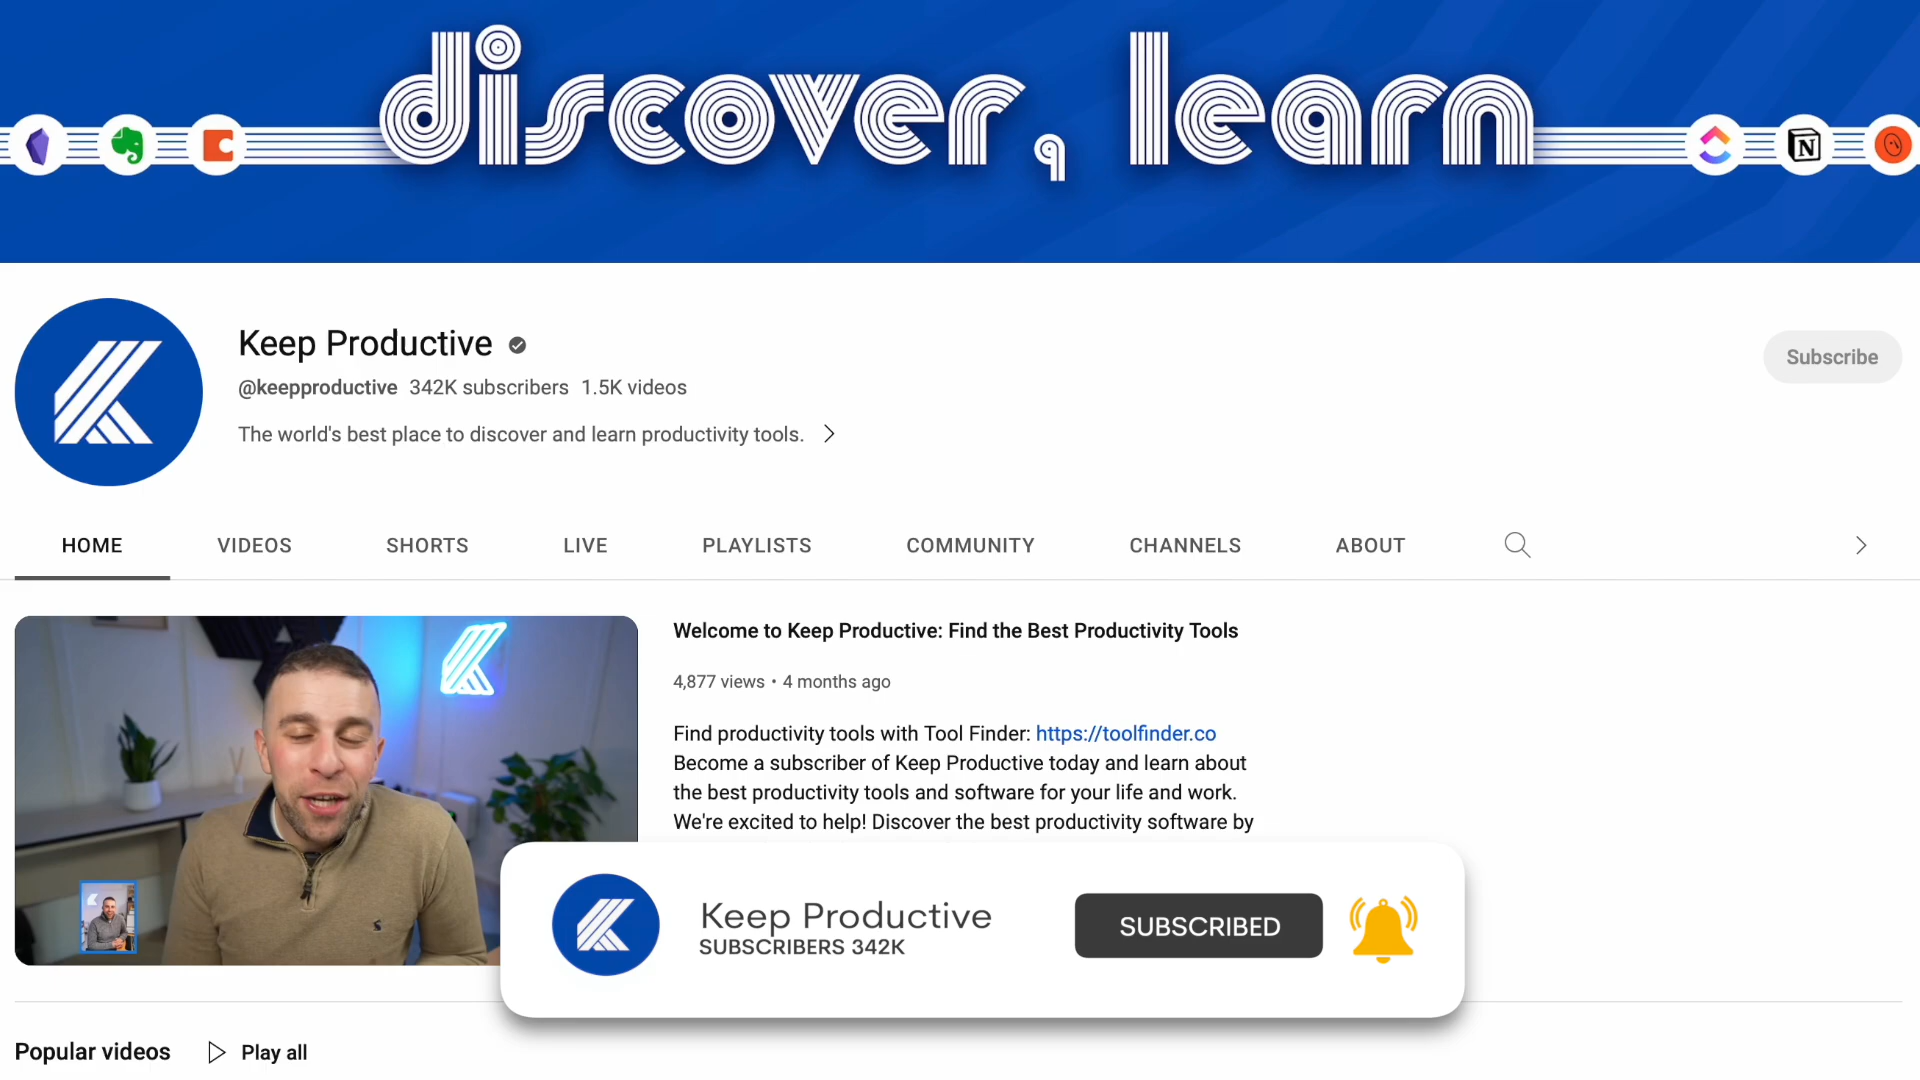 discover, learn
Keep Productive
Subscribe
@keepproductive 342K subscribers 1.5K videos
The world's best place to discover and learn productivity tools.
HOME VIDEOS SHORTS LIVE PLAYLISTS COMMUNITY CHANNELS ABOUT
Welcome to Keep Productive: Find the Best Productivity Tools
4,877 views • 4 months ago
Find productivity tools with Tool Finder: https://toolfinder.co
Become a subscriber of Keep Productive today and learn about
the best productivity tools and software for your life and work.
We're excited to help! Discover the best productivity software by
Keep Productive
SUBSCRIBERS 342K
SUBSCRIBED
Popular videos Play all